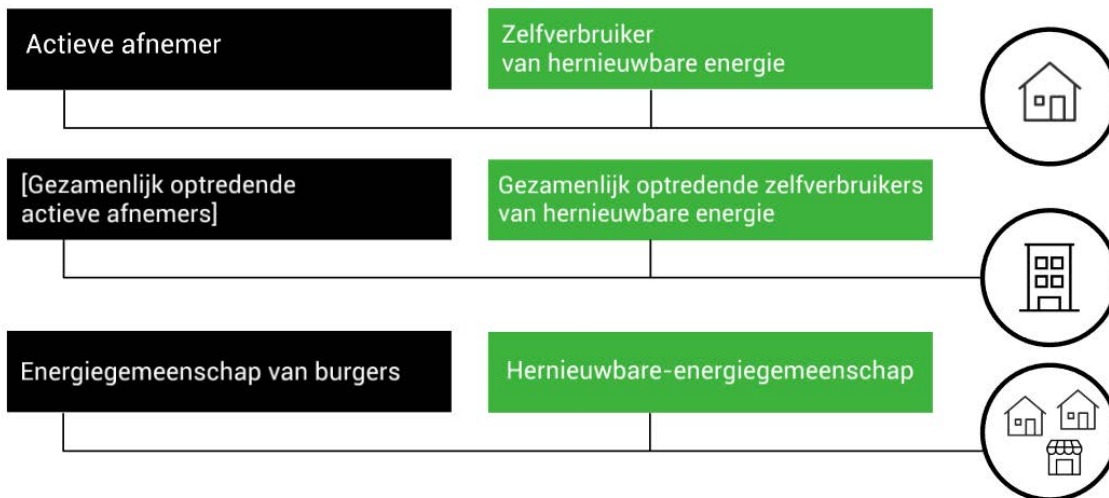 Actieve afnemer
Zelfverbruiker
van hernieuwbare energie
[Gezamenlijk optredende
actieve afnemers]
Gezamenlijk optredende zelfverbruikers
van hernieuwbare energie
Energiegemeenschap van burgers
Hernieuwbare-energiegemeenschap